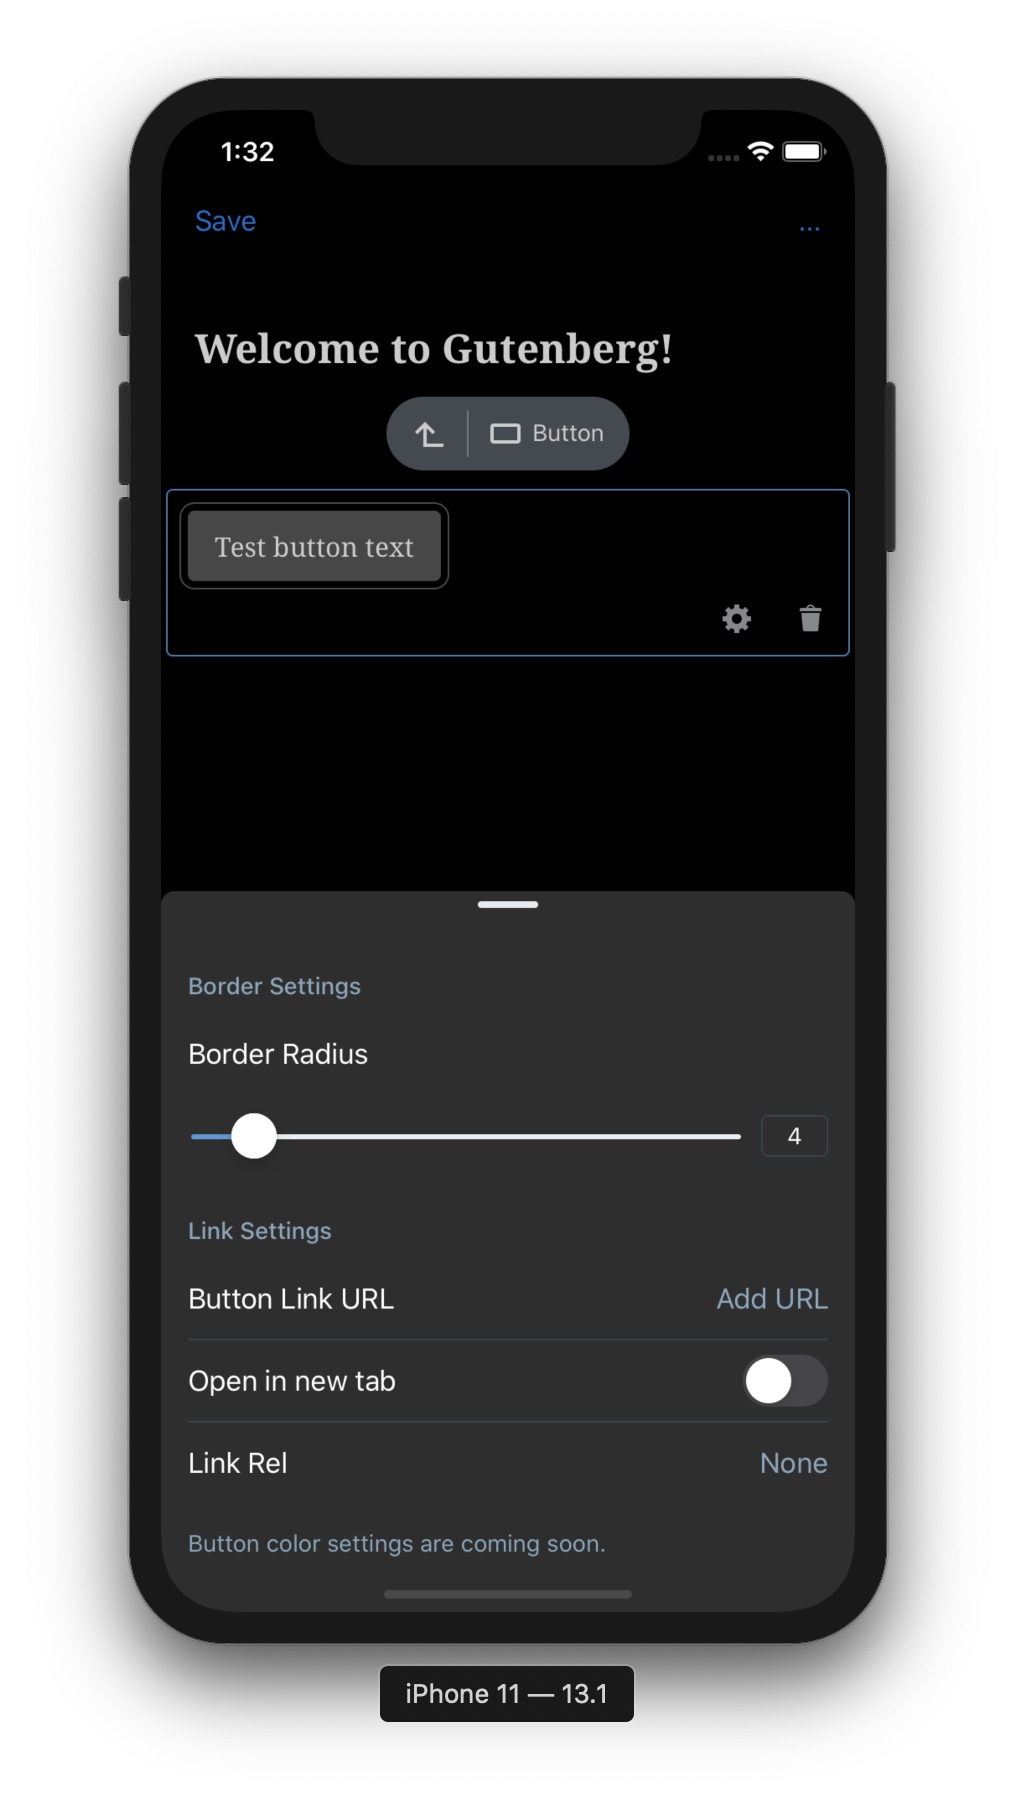 1:32
Save ...
Welcome to Gutenberg!
Button
Test button text
Border Settings
Border Radius
4
Link Settings
Button Link URL Add URL
Open in new tab
Link Rel None
Button color settings are coming soon.
iPhone 11 — 13.1